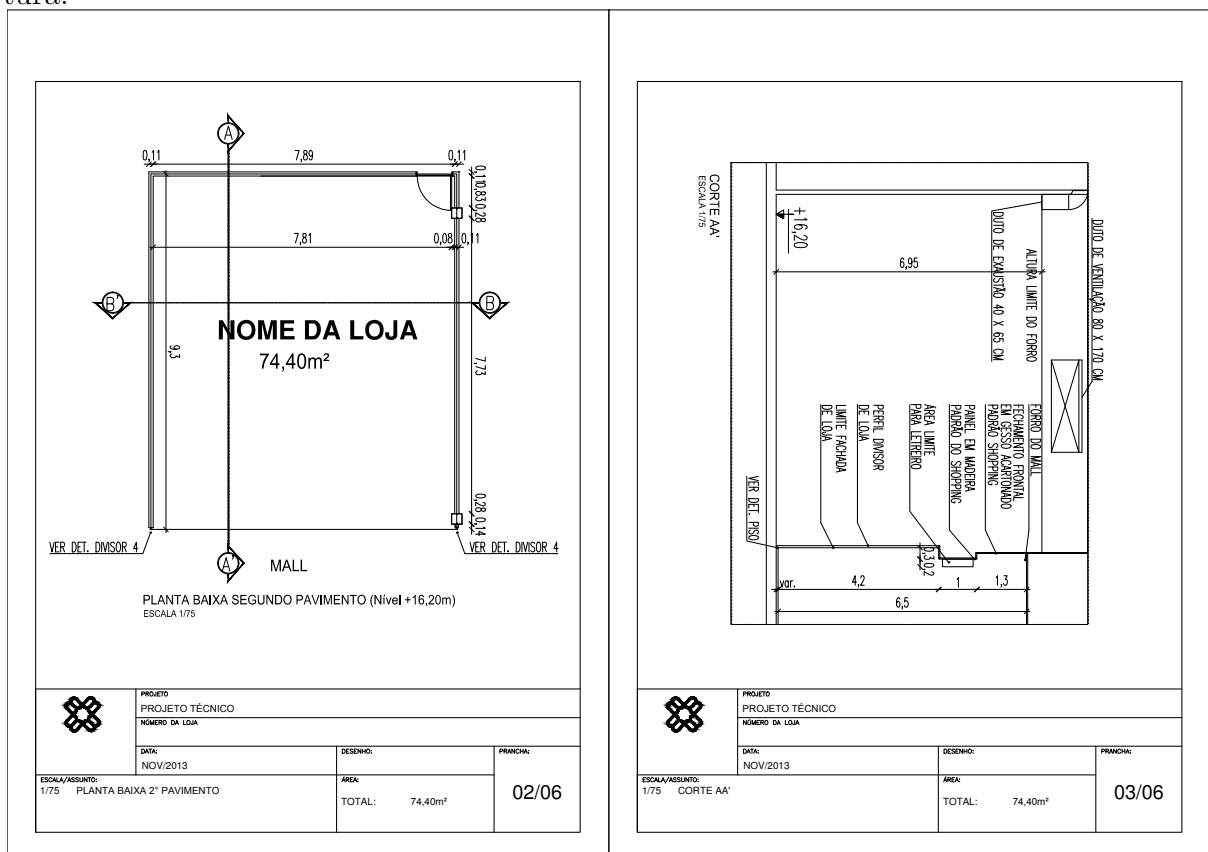 tura.
A
0,11
7,89
0,11
0,11
0,83
0,28
7,81
0,08
0,11
B'
B
NOME DA LOJA
74,40m²
9,3
7,73
0,28
0,14
VER DET. DIVISOR 4
VER DET. DIVISOR 4
A'
MALL
PLANTA BAIXA SEGUNDO PAVIMENTO (Nível +16,20m)
ESCALA 1/75
PROJETO
PROJETO TÉCNICO
NÚMERO DA LOJA
DATA:
NOV/2013
DESENHO:
PRANCHA:
ESCALA/ASSUNTO:
1/75 PLANTA BAIXA 2° PAVIMENTO
ÁREA:
TOTAL: 74,40m²
02/06
CORTE AA'
ESCALA 1/75
+16,20
6,95
DUTO DE EXAUSTÃO 40 X 65 CM
ALTURA LIMITE DO FORRO
DUTO DE VENTILAÇÃO 80 X 170 CM
FORRO DO MALL
FECHAMENTO FRONTAL
EM GESSO ACARTONADO
PADRÃO SHOPPING
PAINEL EM MADEIRA
PADRÃO DO SHOPPING
ÁREA LIMITE
PARA LETREIRO
PERFIL DIVISOR
DE LOJA
LIMITE FACHADA
DE LOJA
VER DET. PISO
0,3
0,2
var.
4,2
1
1,3
6,5
PROJETO
PROJETO TÉCNICO
NÚMERO DA LOJA
DATA:
NOV/2013
DESENHO:
PRANCHA:
ESCALA/ASSUNTO:
1/75 CORTE AA'
ÁREA:
TOTAL: 74,40m²
03/06